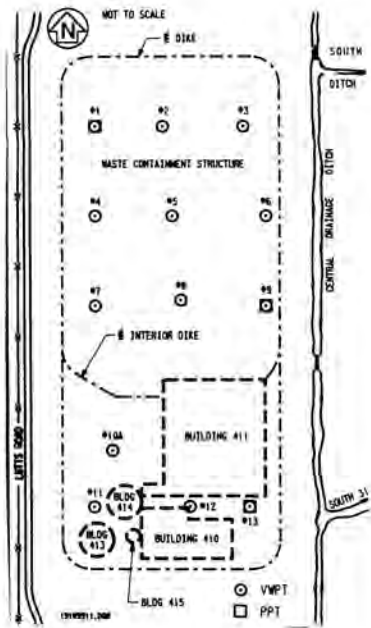 N
NOT TO SCALE
₵ DIKE
SOUTH
DITCH
#1
#2
#3
WASTE CONTAINMENT STRUCTURE
CENTRAL DRAINAGE DITCH
#4
#5
#6
#7
#8
#9
₵ INTERIOR DIKE
LUTTS ROAD
BUILDING 411
#10A
#11
BLDG
414
#12
#13
SOUTH 31
BLDG
413
BUILDING 410
BLDG 415
VWPT
PPT